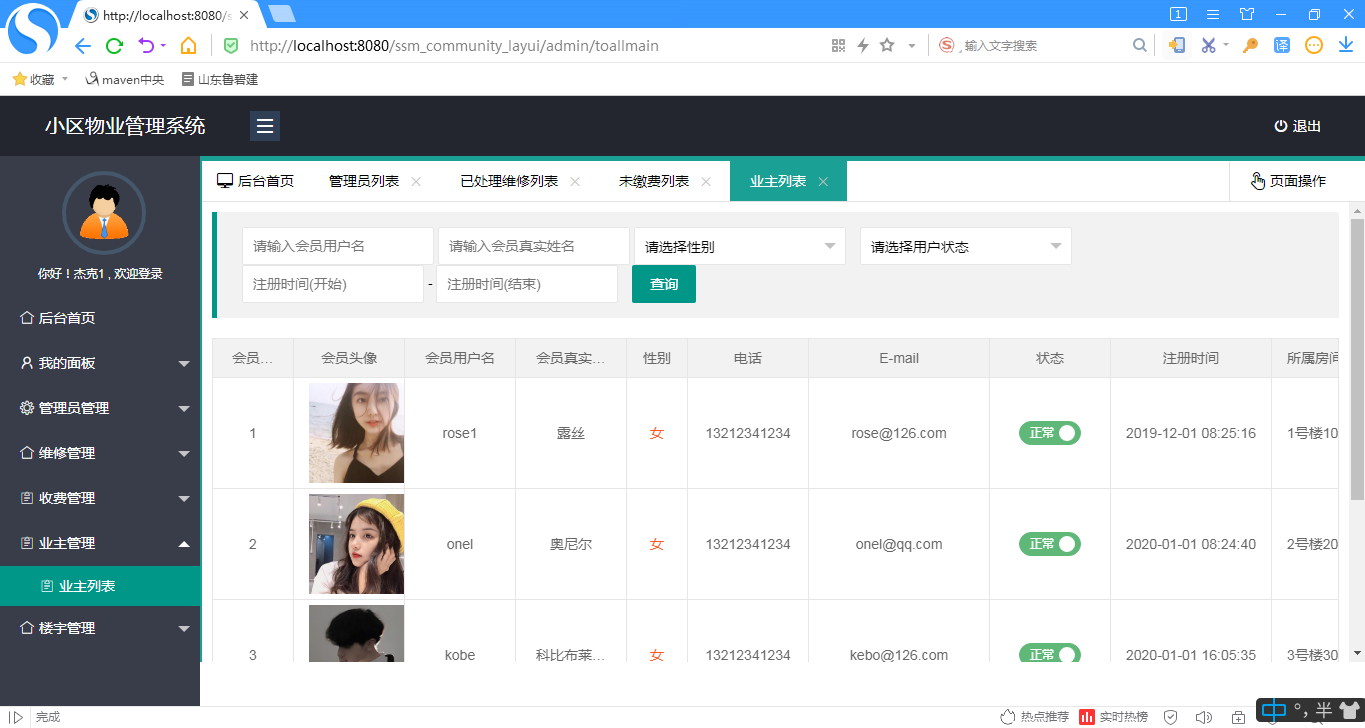 http://localhost:8080/s
1
http://localhost:8080/ssm_community_layui/admin/toallmain
输入文字搜索
译
收藏
maven中央
山东鲁碧建
小区物业管理系统
退出
你好！杰克1，欢迎登录
后台首页
我的面板
管理员管理
维修管理
收费管理
业主管理
业主列表
楼宇管理
后台首页
管理员列表
已处理维修列表
未缴费列表
业主列表
页面操作
请输入会员用户名
请输入会员真实姓名
请选择性别
请选择用户状态
注册时间(开始)
-
注册时间(结束)
查询
会员… 会员头像 会员用户名 会员真实… 性别 电话 E-mail 状态 注册时间 所属房间
1 rose1 露丝 女 13212341234 rose@126.com 正常 2019-12-01 08:25:16 1号楼10
2 onel 奥尼尔 女 13212341234 onel@qq.com 正常 2020-01-01 08:24:40 2号楼20
3 kobe 科比布莱… 女 13212341234 kebo@126.com 正常 2020-01-01 16:05:35 3号楼30
完成
热点推荐
实时热榜
中 °, 半